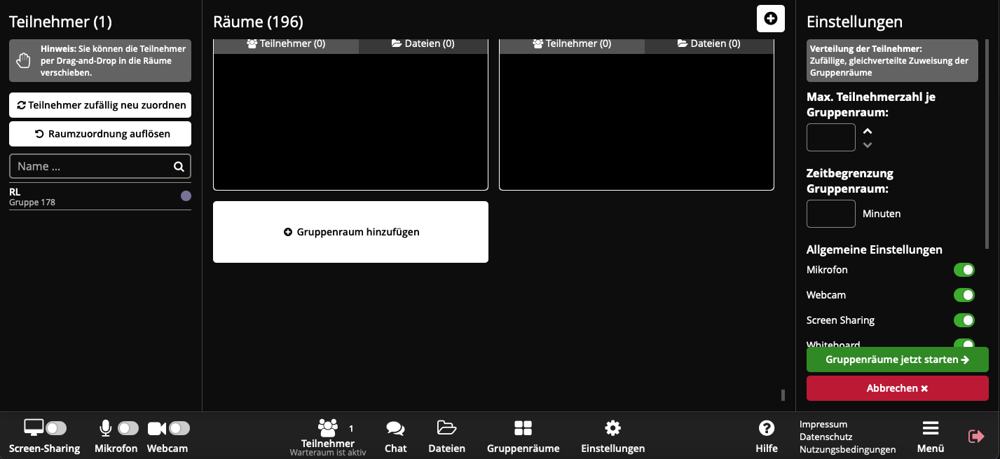 Teilnehmer (1)
Hinweis: Sie können die Teilnehmer
per Drag-and-Drop in die Räume
verschieben.
Teilnehmer zufällig neu zuordnen
Raumzuordnung auflösen
Name ...
RL
Gruppe 178
Räume (196)
Teilnehmer (0)
Dateien (0)
Teilnehmer (0)
Dateien (0)
Gruppenraum hinzufügen
Einstellungen
Verteilung der Teilnehmer:
Zufällige, gleichverteilte Zuweisung der
Gruppenräume
Max. Teilnehmerzahl je
Gruppenraum:
Zeitbegrenzung
Gruppenraum:
Minuten
Allgemeine Einstellungen
Mikrofon
Webcam
Screen Sharing
Whiteboard
Gruppenräume jetzt starten
Abbrechen
Screen-Sharing
Mikrofon
Webcam
1
Teilnehmer
Warteraum ist aktiv
Chat
Dateien
Gruppenräume
Einstellungen
Hilfe
Impressum
Datenschutz
Nutzungsbedingungen
Menü